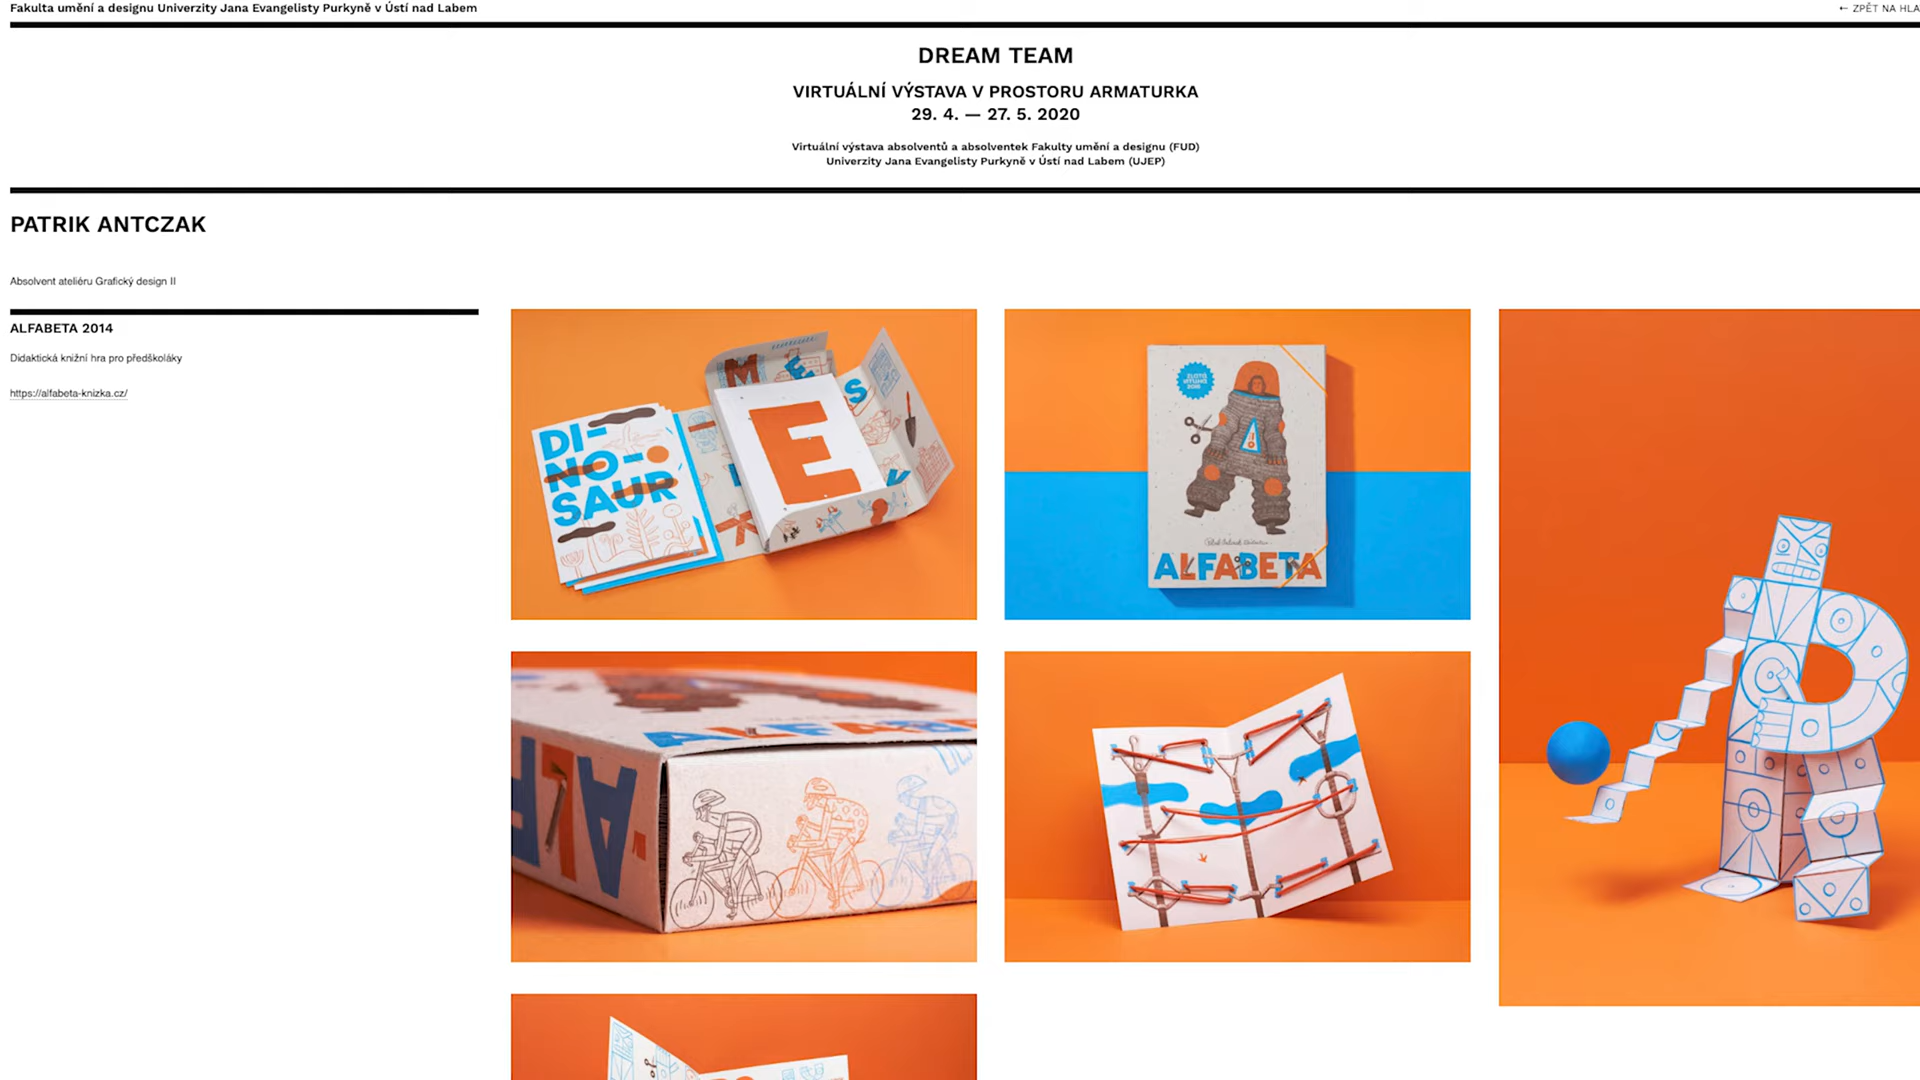 Fakulta umění a designu Univerzity Jana Evangelisty Purkyně v Ústí nad Labem
← ZPĚT NA HLA
DREAM TEAM
VIRTUÁLNÍ VÝSTAVA V PROSTORU ARMATURKA
29. 4. — 27. 5. 2020
Virtuální výstava absolventů a absolventek Fakulty umění a designu (FUD)
Univerzity Jana Evangelisty Purkyně v Ústí nad Labem (UJEP)
PATRIK ANTCZAK
Absolvent ateliéru Grafický design II
ALFABETA 2014
Didaktická knižní hra pro předškoláky
https://alfabeta-knizka.cz/
DI-
NO-
SAUR
M E S
E
V
A
ALFABETA
ALFABE
ALF